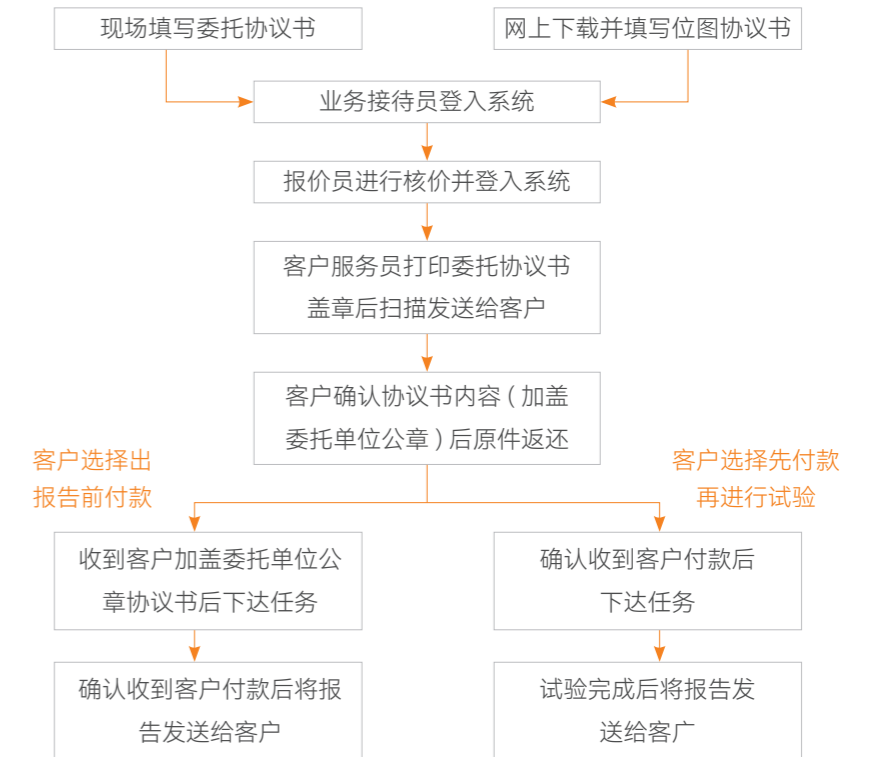 现场填写委托协议书
网上下载并填写位图协议书
业务接待员登入系统
报价员进行核价并登入系统
客户服务员打印委托协议书
盖章后扫描发送给客户
客户确认协议书内容(加盖
委托单位公章)后原件返还
客户选择出
报告前付款
客户选择先付款
再进行试验
收到客户加盖委托单位公
章协议书后下达任务
确认收到客户付款后
下达任务
确认收到客户付款后将报
告发送给客户
试验完成后将报告发
送给客广